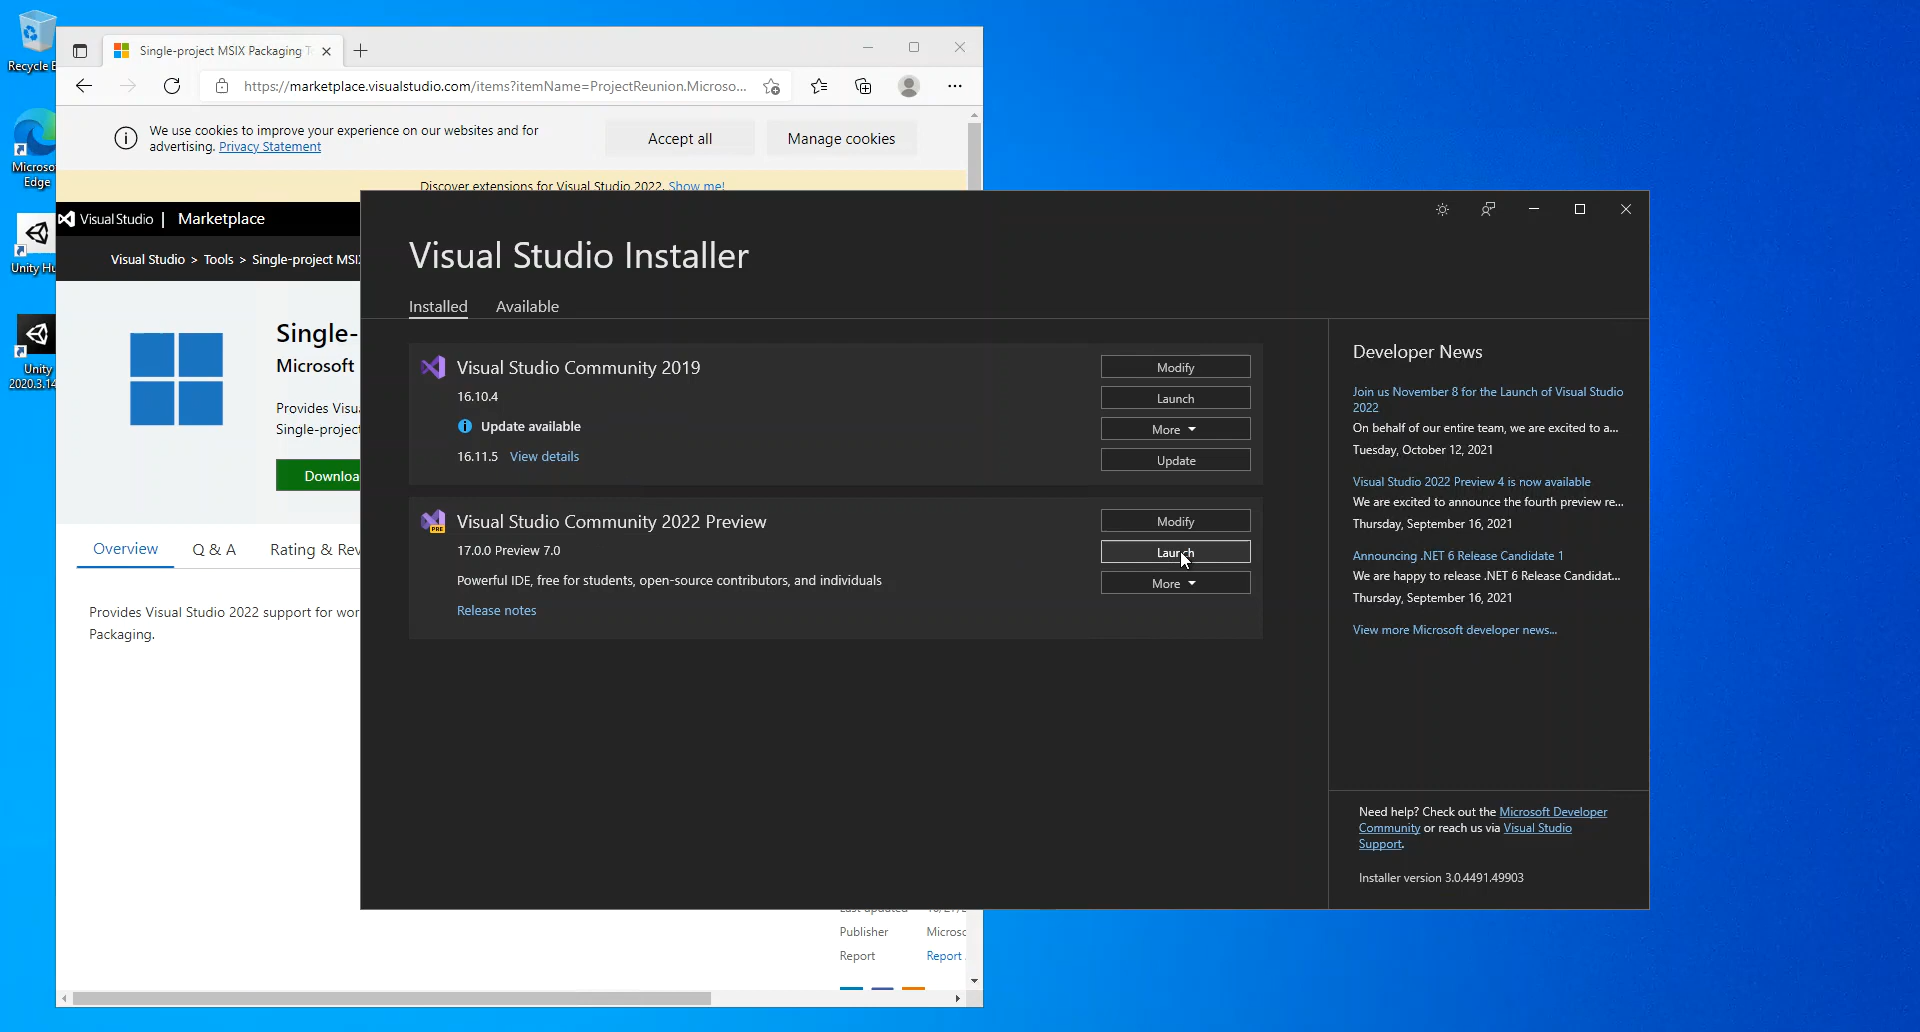 Recycle
Microso
Edge
Unity Hu
Unity
2020.3.14
Single-project MSIX Packaging T
https://marketplace.visualstudio.com/items?itemName=ProjectReunion.Microso...
We use cookies to improve your experience on our websites and for
advertising. Privacy Statement
Accept all
Manage cookies
Discover extensions for Visual Studio 2022. Show me!
Visual Studio | Marketplace
Visual Studio > Tools > Single-project MSI
Single-
Microsoft
Provides Visu
Single-project
Downloa
Overview
Q & A
Rating & Rev
Provides Visual Studio 2022 support for wor
Packaging.
Publisher
Microsc
Report
Report
Visual Studio Installer
Installed
Available
Visual Studio Community 2019
16.10.4
Update available
16.11.5 View details
Modify
Launch
More
Update
Visual Studio Community 2022 Preview
PRE
17.0.0 Preview 7.0
Powerful IDE, free for students, open-source contributors, and individuals
Release notes
Modify
Launch
More
Developer News
Join us November 8 for the Launch of Visual Studio
2022
On behalf of our entire team, we are excited to a...
Tuesday, October 12, 2021
Visual Studio 2022 Preview 4 is now available
We are excited to announce the fourth preview re...
Thursday, September 16, 2021
Announcing .NET 6 Release Candidate 1
We are happy to release .NET 6 Release Candidat...
Thursday, September 16, 2021
View more Microsoft developer news...
Need help? Check out the Microsoft Developer
Community or reach us via Visual Studio
Support.
Installer version 3.0.4491.49903